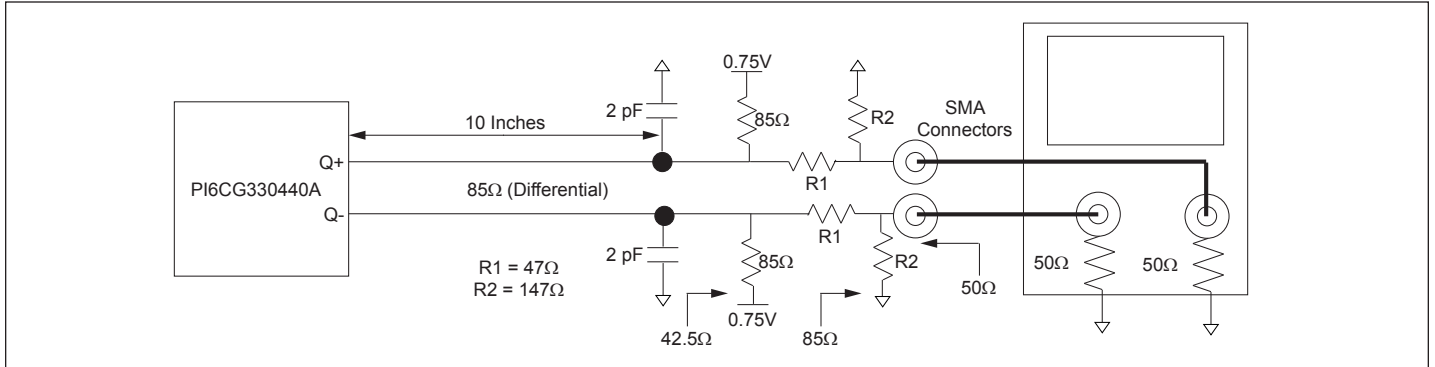 0.75V
2 pF
85Ω
R2
SMA
Connectors
10 Inches
Q+
R1
PI6CG330440A
85Ω (Differential)
Q-
R1
2 pF
85Ω
R2
50Ω
50Ω
50Ω
R1 = 47Ω
R2 = 147Ω
0.75V
42.5Ω
85Ω